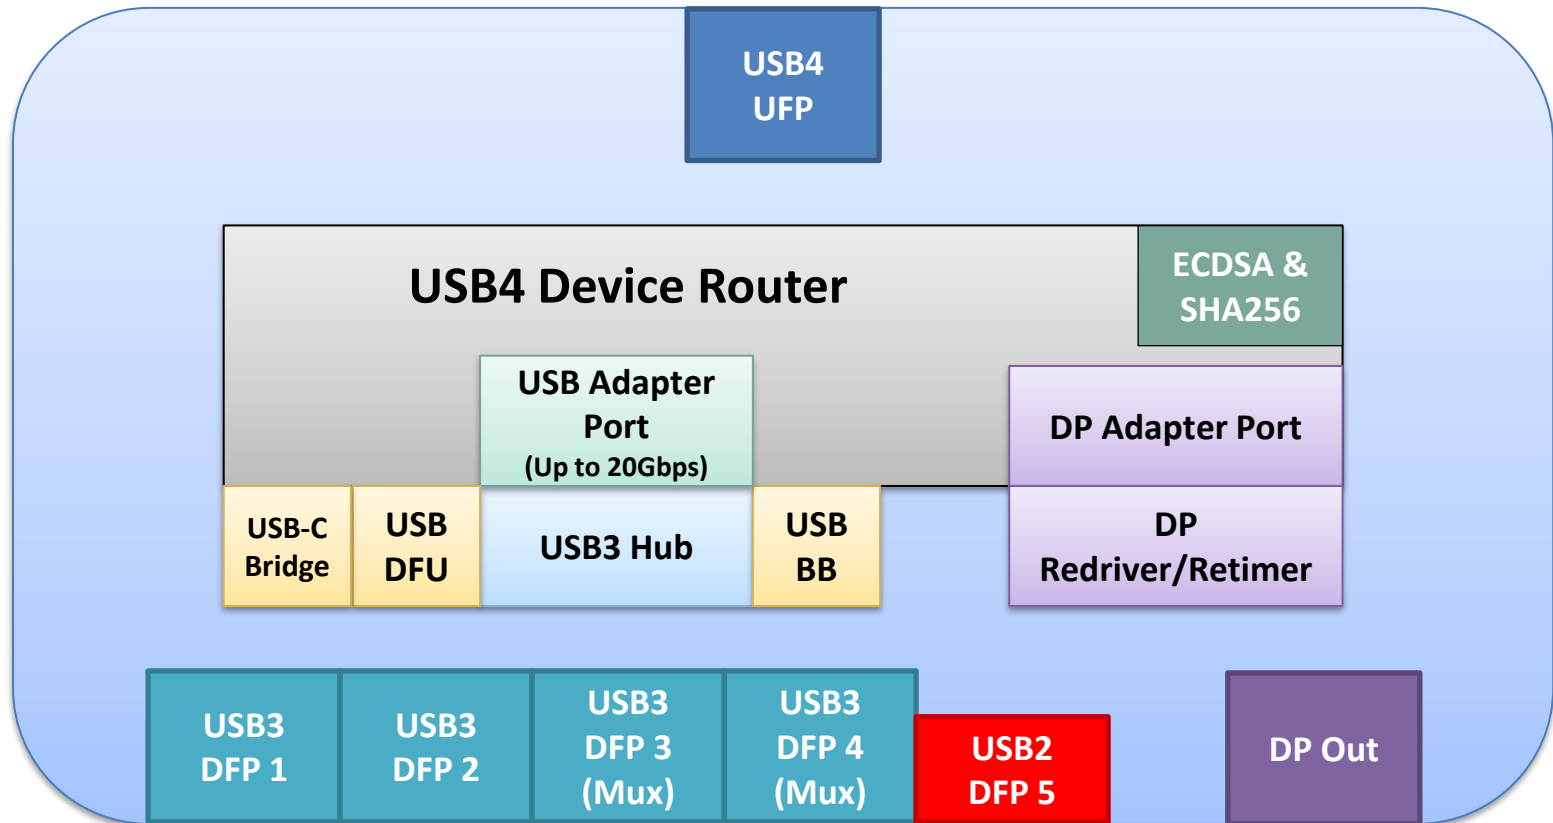 USB4
UFP
USB4 Device Router
ECDSA &
SHA256
USB Adapter
Port
(Up to 20Gbps)
DP Adapter Port
USB-C
Bridge
USB
DFU
USB3 Hub
USB
BB
DP
Redriver/Retimer
USB3
DFP 1
USB3
DFP 2
USB3
DFP 3
(Mux)
USB3
DFP 4
(Mux)
USB2
DFP 5
DP Out